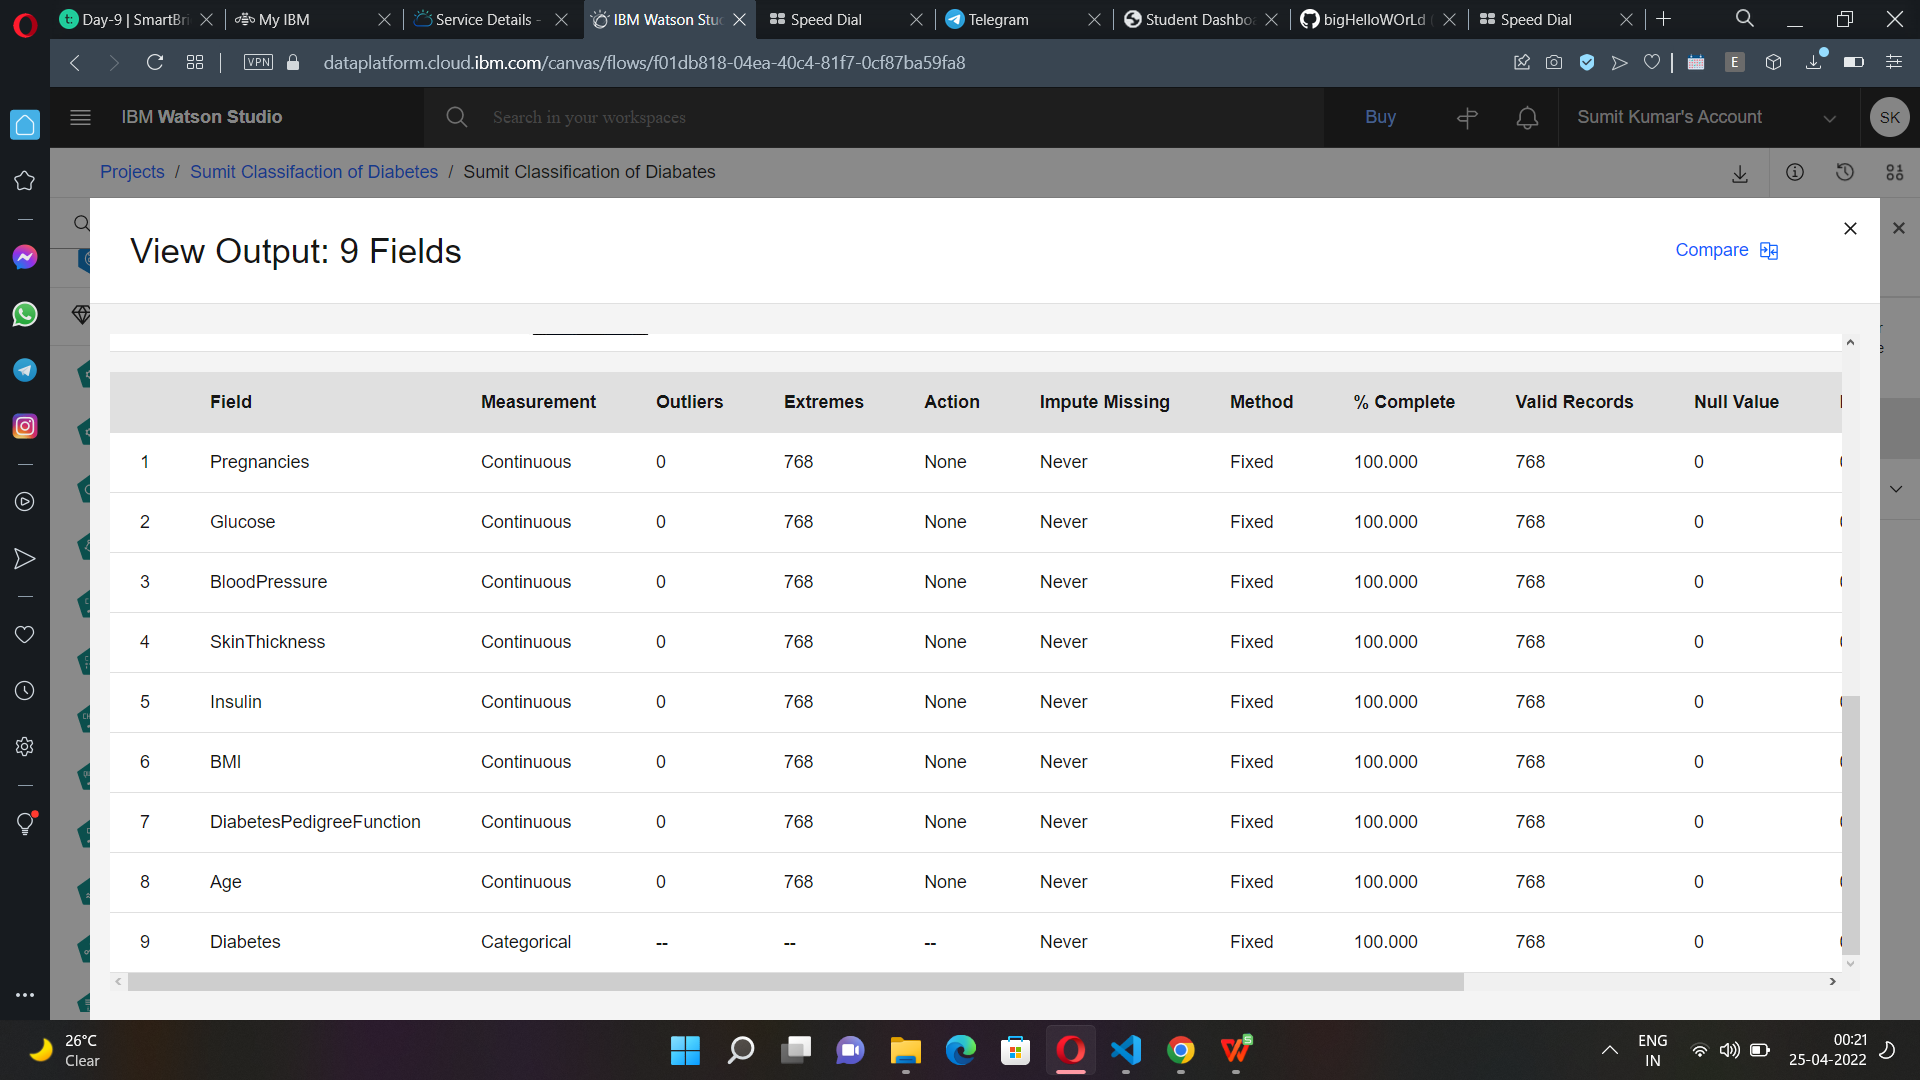 Day-9 | SmartBri
My IBM
Service Details -
IBM Watson Stud
Speed Dial
Telegram
Student Dashboa
bigHelloWOrLd (
Speed Dial
VPN
dataplatform.cloud.ibm.com/canvas/flows/f01db818-04ea-40c4-81f7-0cf87ba59fa8
E
IBM Watson Studio
Search in your workspaces
Buy
Sumit Kumar's Account
SK
Projects / Sumit Classifaction of Diabetes / Sumit Classification of Diabates
View Output: 9 Fields
Compare
Field Measurement Outliers Extremes Action Impute Missing Method % Complete Valid Records Null Value
1 Pregnancies Continuous 0 768 None Never Fixed 100.000 768 0
2 Glucose Continuous 0 768 None Never Fixed 100.000 768 0
3 BloodPressure Continuous 0 768 None Never Fixed 100.000 768 0
4 SkinThickness Continuous 0 768 None Never Fixed 100.000 768 0
5 Insulin Continuous 0 768 None Never Fixed 100.000 768 0
6 BMI Continuous 0 768 None Never Fixed 100.000 768 0
7 DiabetesPedigreeFunction Continuous 0 768 None Never Fixed 100.000 768 0
8 Age Continuous 0 768 None Never Fixed 100.000 768 0
9 Diabetes Categorical -- -- -- Never Fixed 100.000 768 0
26°C
Clear
ENG
IN
00:21
25-04-2022